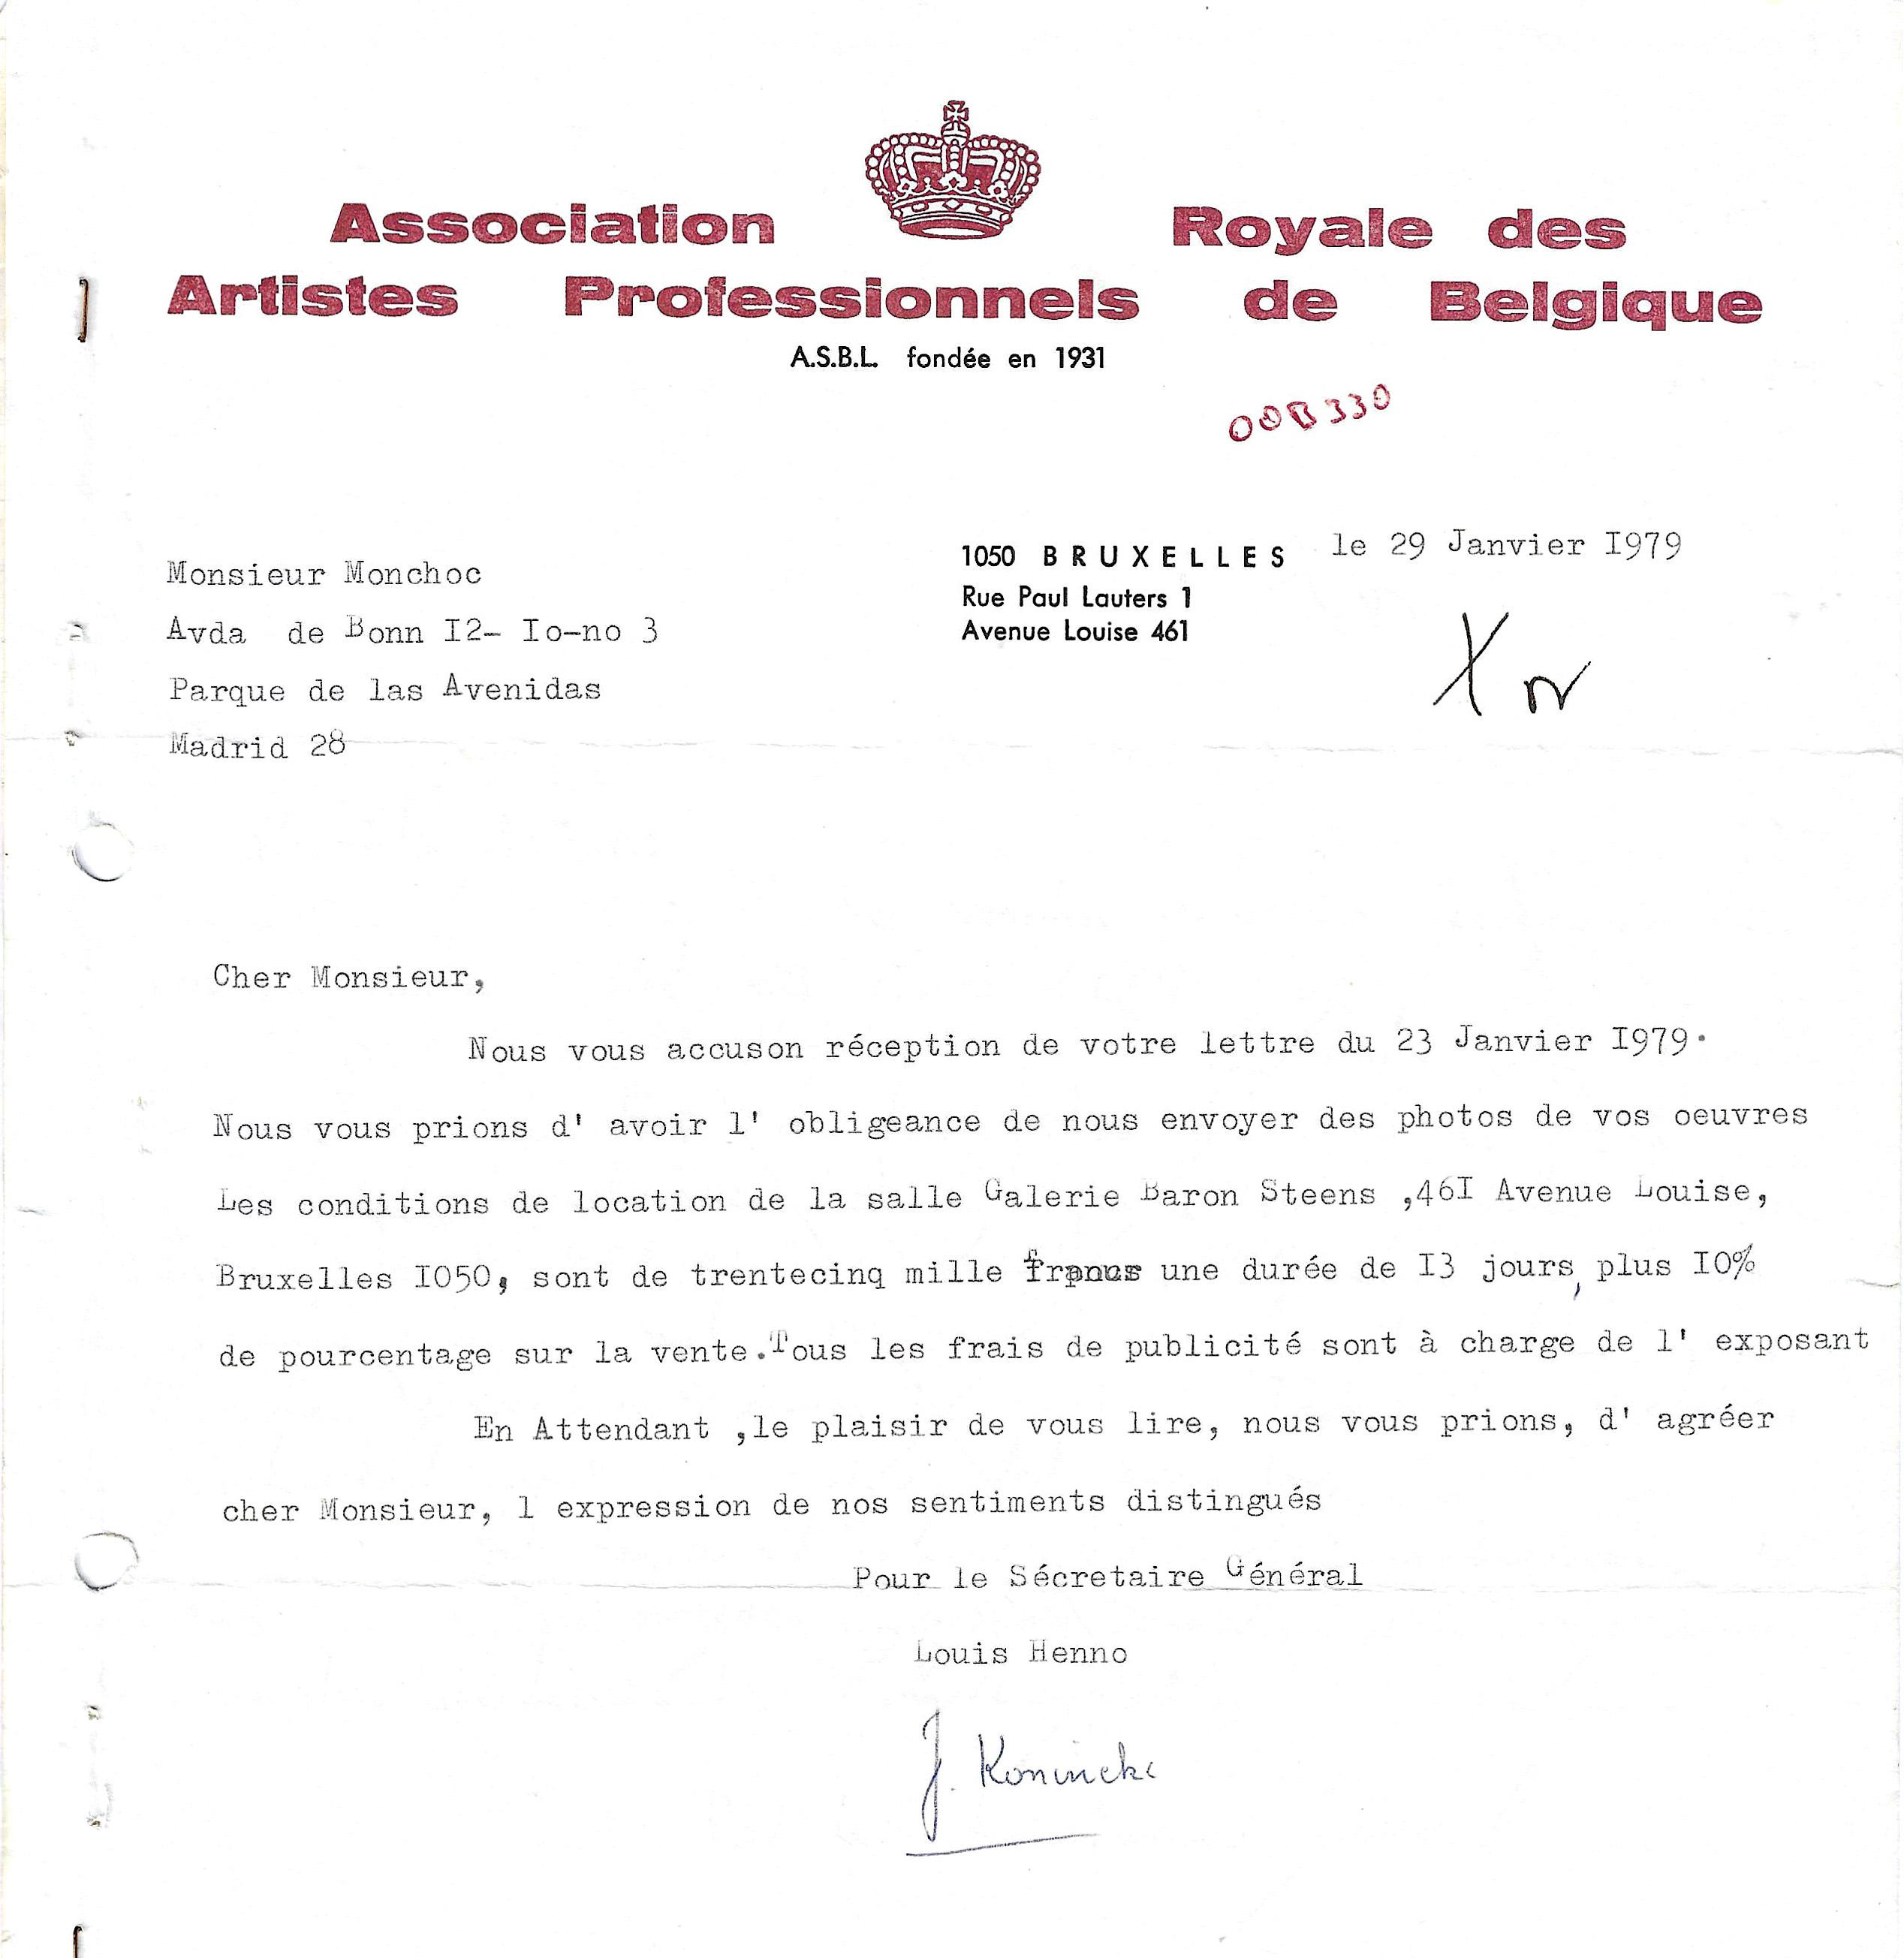 Association Royale des
Artistes Professionnels de Belgique
A.S.B.L. fondée en 1931
00B330
1050 BRUXELLES le 29 Janvier I979
Rue Paul Lauters 1
Avenue Louise 461
Monsieur Monchoc
Avda de Bonn I2- Io-no 3
Parque de las Avenidas
Madrid 28
Cher Monsieur,
Nous vous accuson réception de votre lettre du 23 Janvier I979.
Nous vous prions d' avoir l' obligeance de nous envoyer des photos de vos oeuvres
Les conditions de location de la salle Galerie Baron Steens ,46I Avenue Louise,
Bruxelles I050, sont de trentecinq mille une durée de I3 jours, plus I0%
de pourcentage sur la vente.Tous les frais de publicité sont à charge de l' exposant
En Attendant ,le plaisir de vous lire, nous vous prions, d' agréer
cher Monsieur, l expression de nos sentiments distingués
Pour le Sécretaire Général
Louis Henno
J. Koninckx